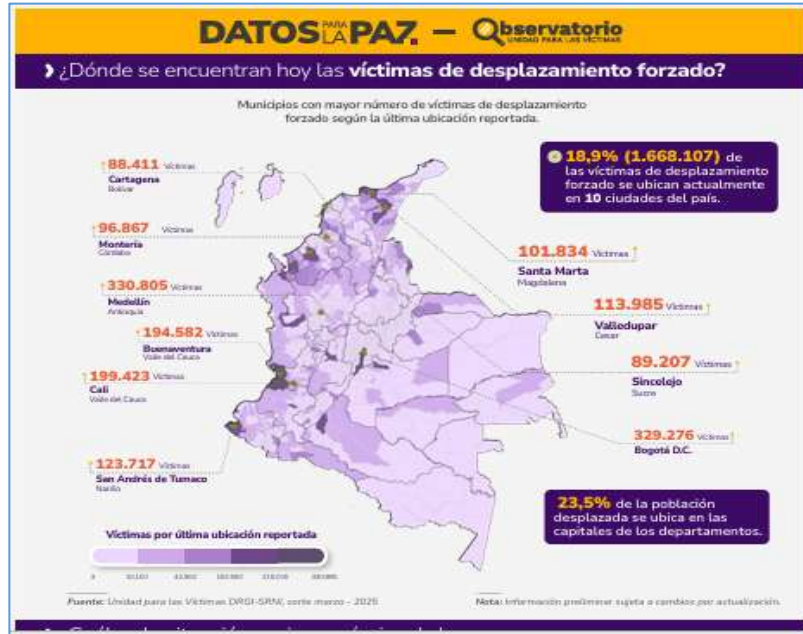 DATOS PARA LA PAZ — Observatorio
UNIDAD PARA LAS VÍCTIMAS
¿Dónde se encuentran hoy las víctimas de desplazamiento forzado?
Municipios con mayor número de víctimas de desplazamiento
forzado según la última ubicación reportada.
18,9% (1.668.107) de
las víctimas de desplazamiento
forzado se ubican actualmente
en 10 ciudades del país.
88.411 Víctimas
Cartagena
Bolívar
96.867 Víctimas
Montería
Córdoba
330.805 Víctimas
Medellín
Antioquia
194.582 Víctimas
Buenaventura
Valle del Cauca
199.423 Víctimas
Cali
Valle del Cauca
123.717 Víctimas
San Andrés de Tumaco
Nariño
101.834 Víctimas
Santa Marta
Magdalena
113.985 Víctimas
Valledupar
Cesar
89.207 Víctimas
Sincelejo
Sucre
329.276 Víctimas
Bogotá D.C.
23,5% de la población
desplazada se ubica en las
capitales de los departamentos.
Víctimas por última ubicación reportada
Fuente: Unidad para las Víctimas DRGI-SRNI, corte marzo - 2025
Nota: Información preliminar sujeta a cambios por actualización.